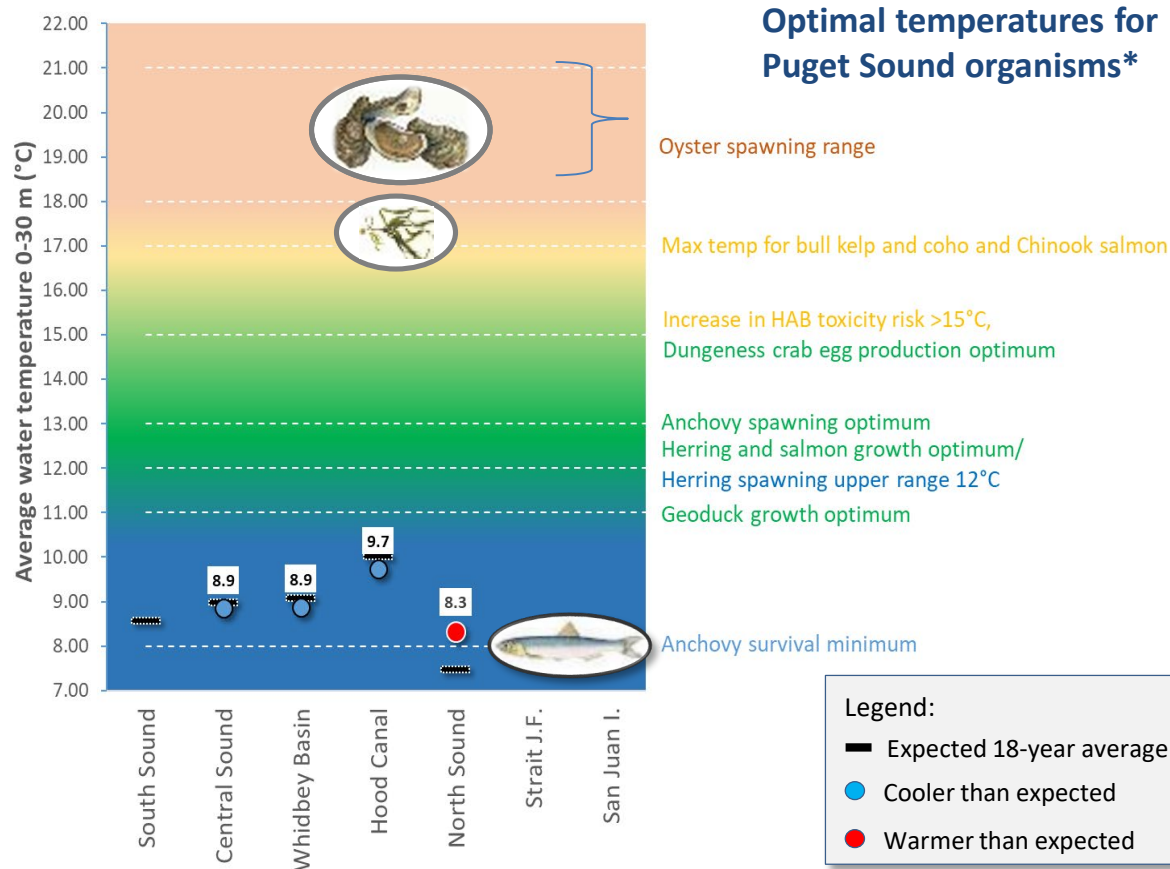 Optimal temperatures for
Puget Sound organisms*
Average water temperature 0-30 m (°C)
22.00
21.00
20.00
19.00
18.00
17.00
16.00
15.00
14.00
13.00
12.00
11.00
10.00
9.00
8.00
7.00
Oyster spawning range
Max temp for bull kelp and coho and Chinook salmon
Increase in HAB toxicity risk >15°C,
Dungeness crab egg production optimum
Anchovy spawning optimum
Herring and salmon growth optimum/
Herring spawning upper range 12°C
Geoduck growth optimum
Anchovy survival minimum
8.9
8.9
9.7
8.3
South Sound
Central Sound
Whidbey Basin
Hood Canal
North Sound
Strait J.F.
San Juan I.
Legend:
Expected 18-year average
Cooler than expected
Warmer than expected